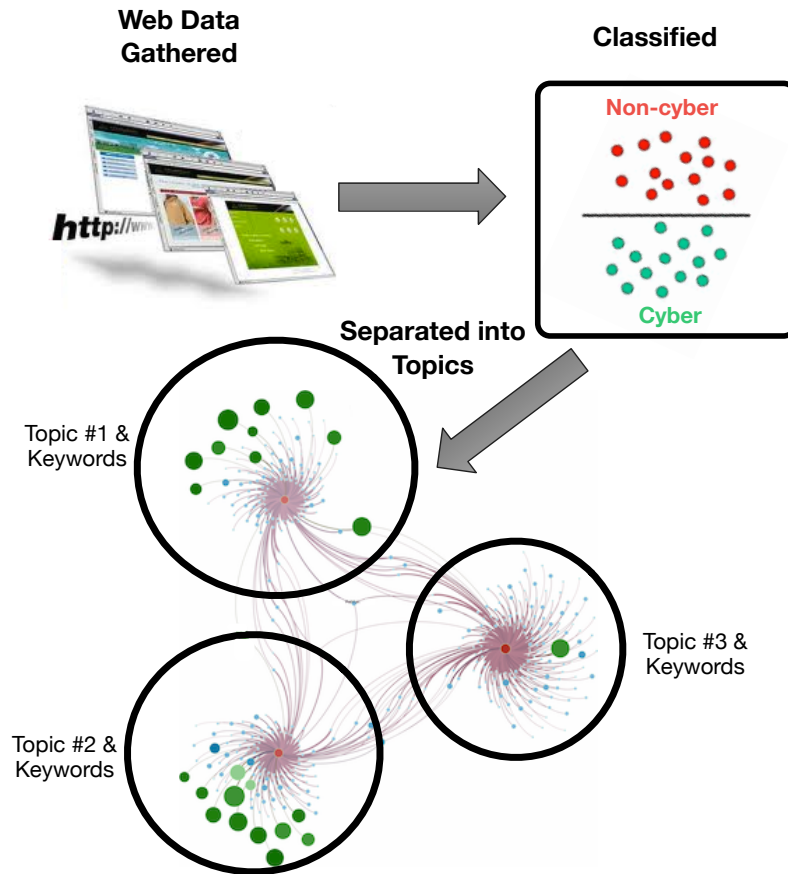 Web Data
Gathered
Classified
Non-cyber
http://www
Cyber
Separated into
Topics
Topic #1 &
Keywords
Topic #3 &
Keywords
Topic #2 &
Keywords